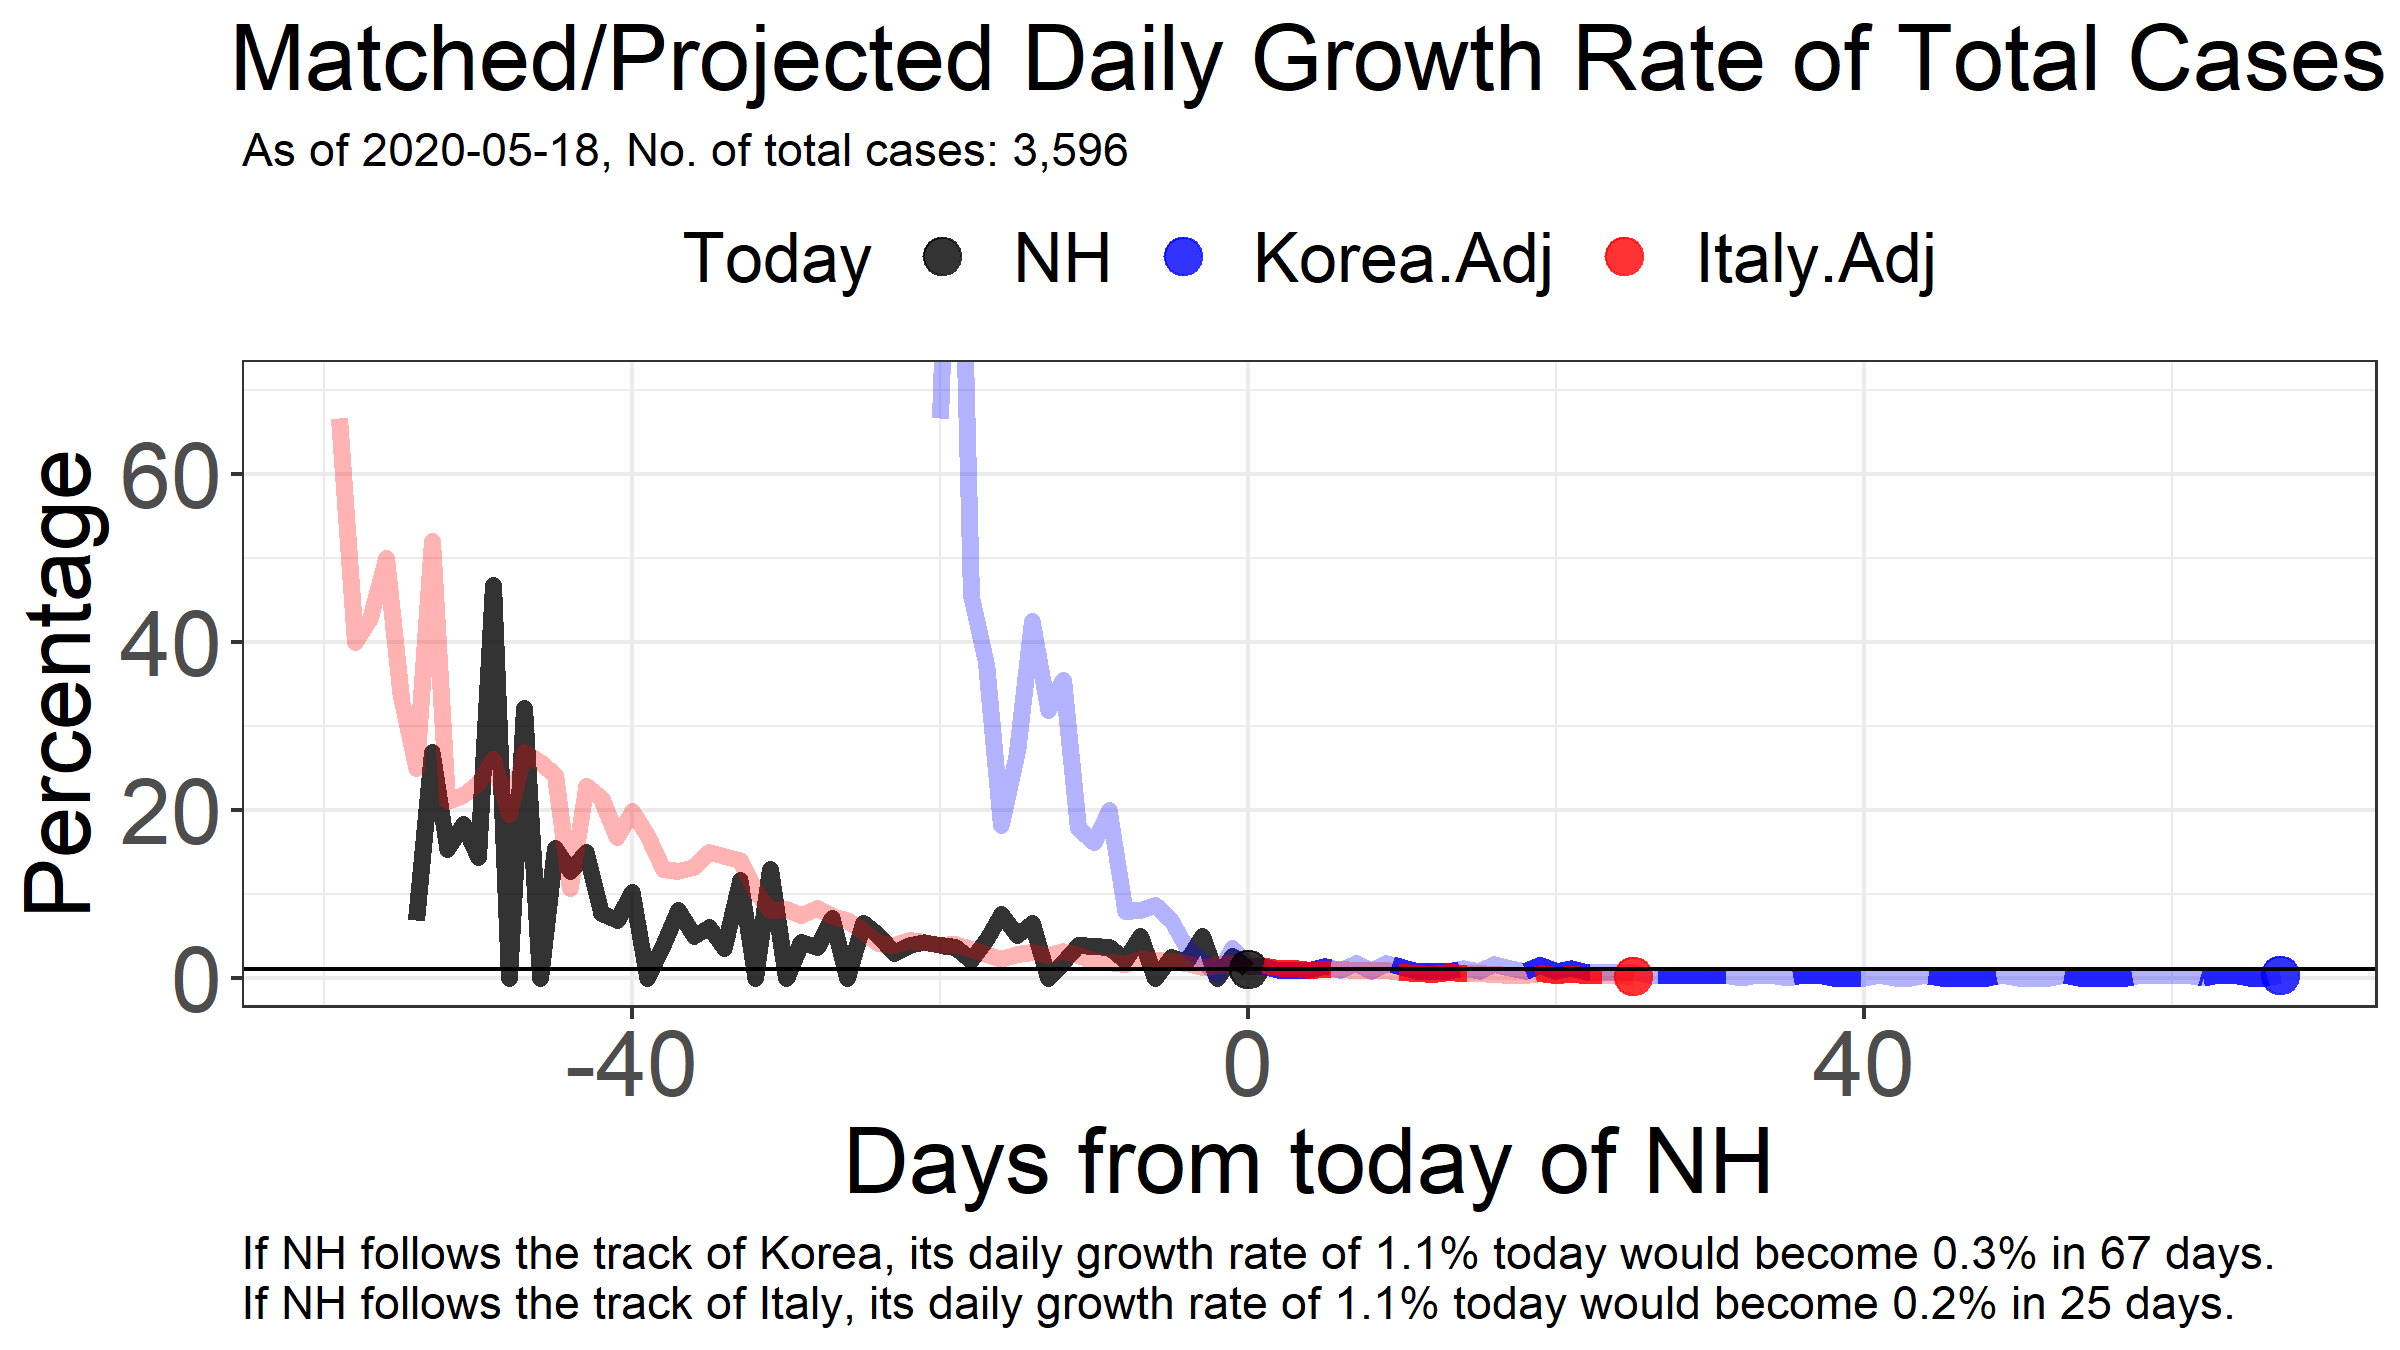 Matched/Projected Daily Growth Rate of Total Cases
As of 2020-05-18, No. of total cases: 3,596
Today NH Korea.Adj Italy.Adj
Percentage
60
40
20
0
-40 0 40
Days from today of NH
If NH follows the track of Korea, its daily growth rate of 1.1% today would become 0.3% in 67 days.
If NH follows the track of Italy, its daily growth rate of 1.1% today would become 0.2% in 25 days.